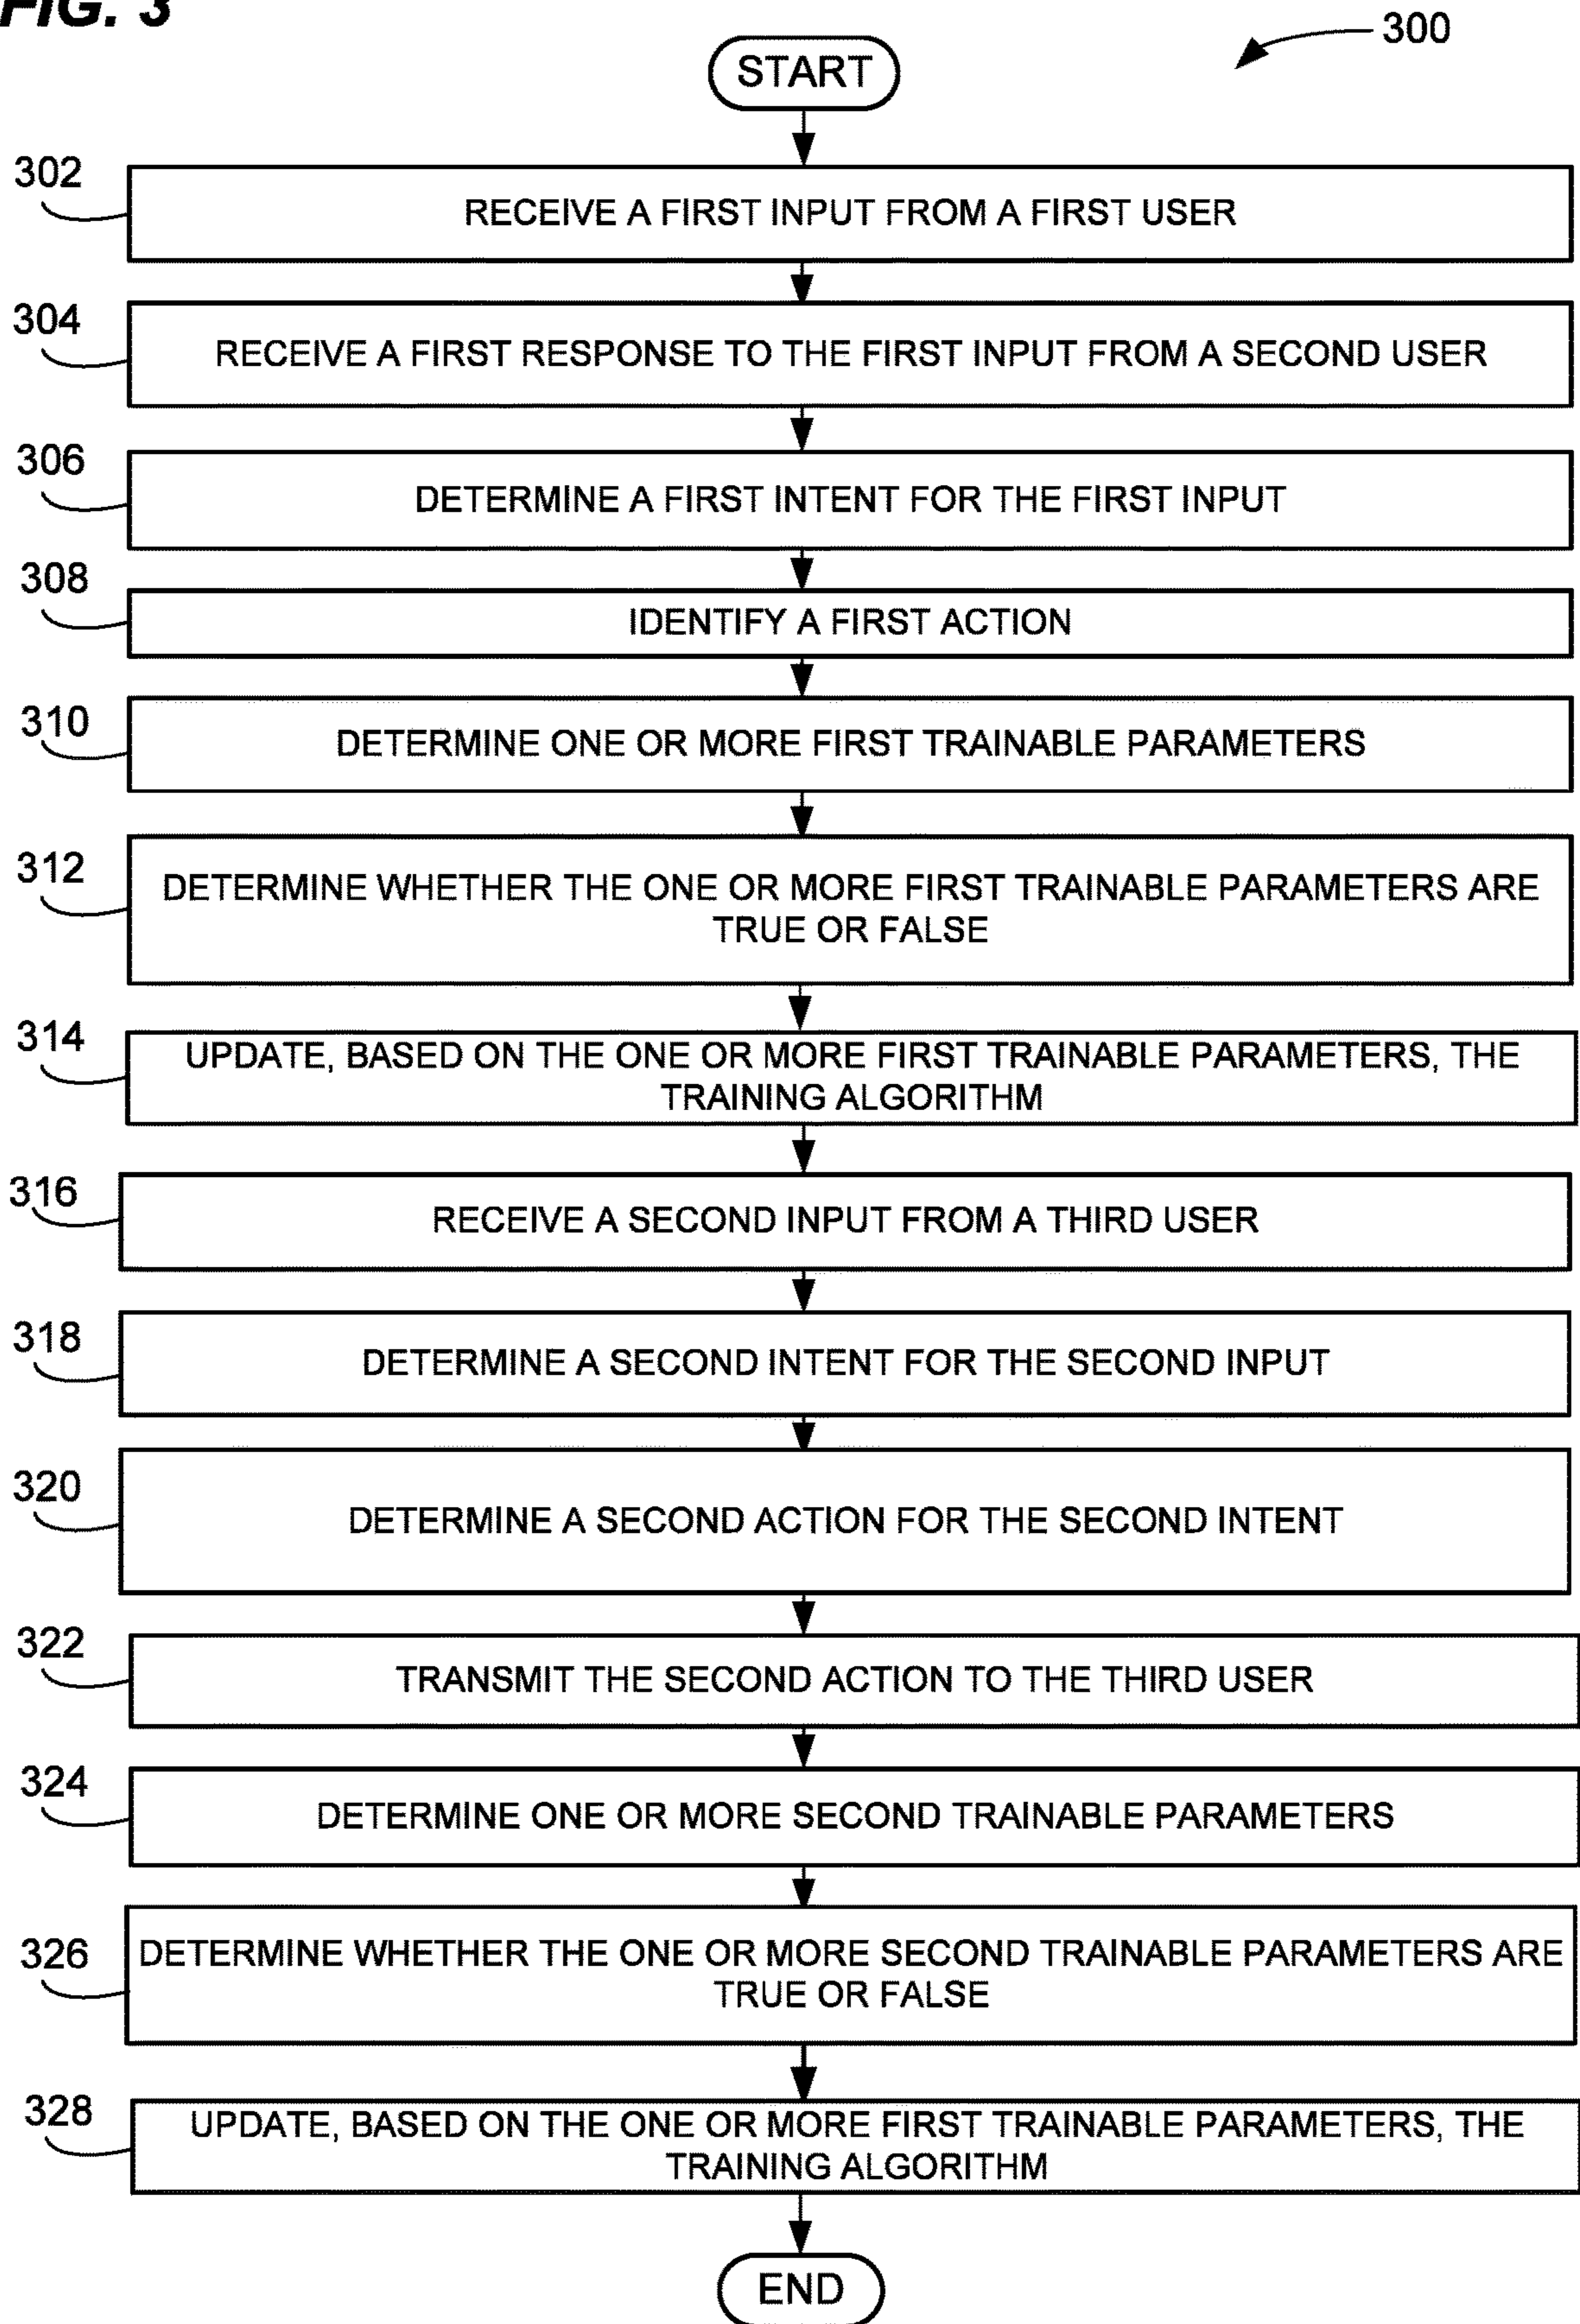 FIG. 3
300
START
302
RECEIVE A FIRST INPUT FROM A FIRST USER
304
RECEIVE A FIRST RESPONSE TO THE FIRST INPUT FROM A SECOND USER
306
DETERMINE A FIRST INTENT FOR THE FIRST INPUT
308
IDENTIFY A FIRST ACTION
310
DETERMINE ONE OR MORE FIRST TRAINABLE PARAMETERS
312
DETERMINE WHETHER THE ONE OR MORE FIRST TRAINABLE PARAMETERS ARE
TRUE OR FALSE
314
UPDATE, BASED ON THE ONE OR MORE FIRST TRAINABLE PARAMETERS, THE
TRAINING ALGORITHM
316
RECEIVE A SECOND INPUT FROM A THIRD USER
318
DETERMINE A SECOND INTENT FOR THE SECOND INPUT
320
DETERMINE A SECOND ACTION FOR THE SECOND INTENT
322
TRANSMIT THE SECOND ACTION TO THE THIRD USER
324
DETERMINE ONE OR MORE SECOND TRAINABLE PARAMETERS
326
DETERMINE WHETHER THE ONE OR MORE SECOND TRAINABLE PARAMETERS ARE
TRUE OR FALSE
328
UPDATE, BASED ON THE ONE OR MORE FIRST TRAINABLE PARAMETERS, THE
TRAINING ALGORITHM
END